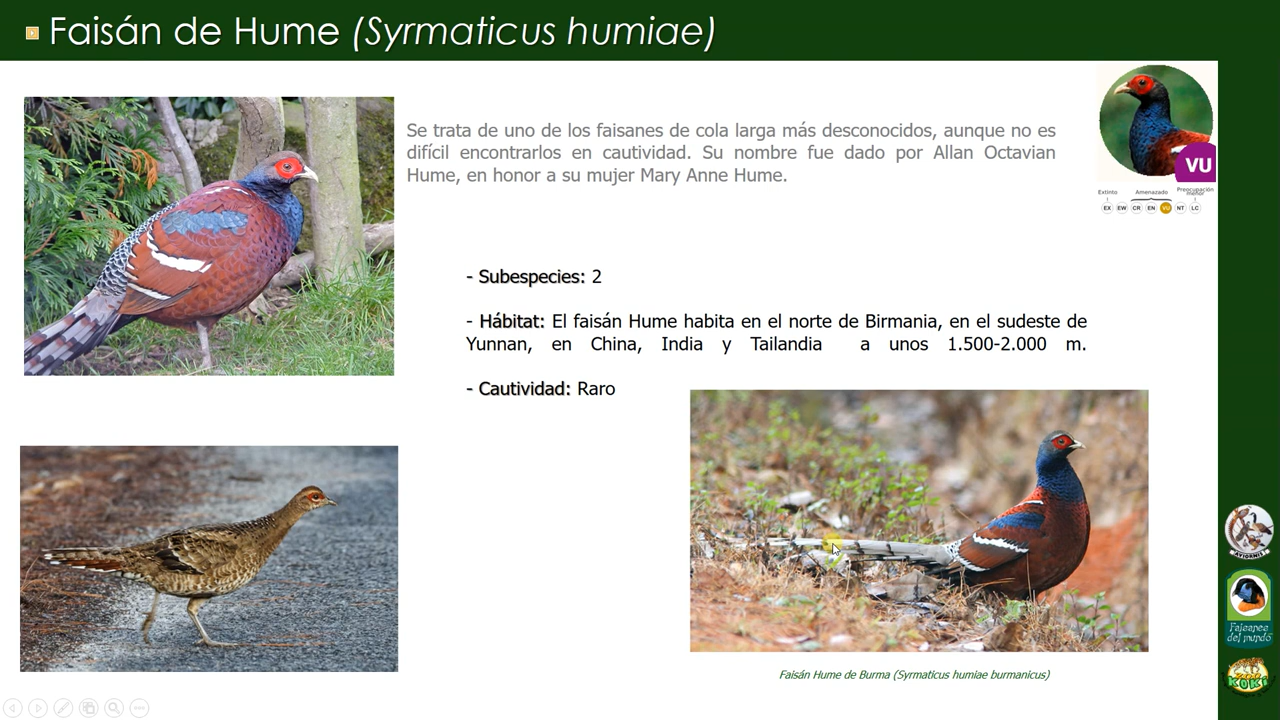 Faisán de Hume (Syrmaticus humiae)
Se trata de uno de los faisanes de cola larga más desconocidos, aunque no es
difícil encontrarlos en cautividad. Su nombre fue dado por Allan Octavian
Hume, en honor a su mujer Mary Anne Hume.
VU
Extinto
Amenazado
Preocupación
menor
EX EW CR EN VU NT LC
- Subespecies: 2
- Hábitat: El faisán Hume habita en el norte de Birmania, en el sudeste de
Yunnan, en China, India y Tailandia a unos 1.500-2.000 m.
- Cautividad: Raro
Faisán Hume de Burma (Syrmaticus humiae burmanicus)
AVIORNIS
Faisanes
del mundo
KOKI